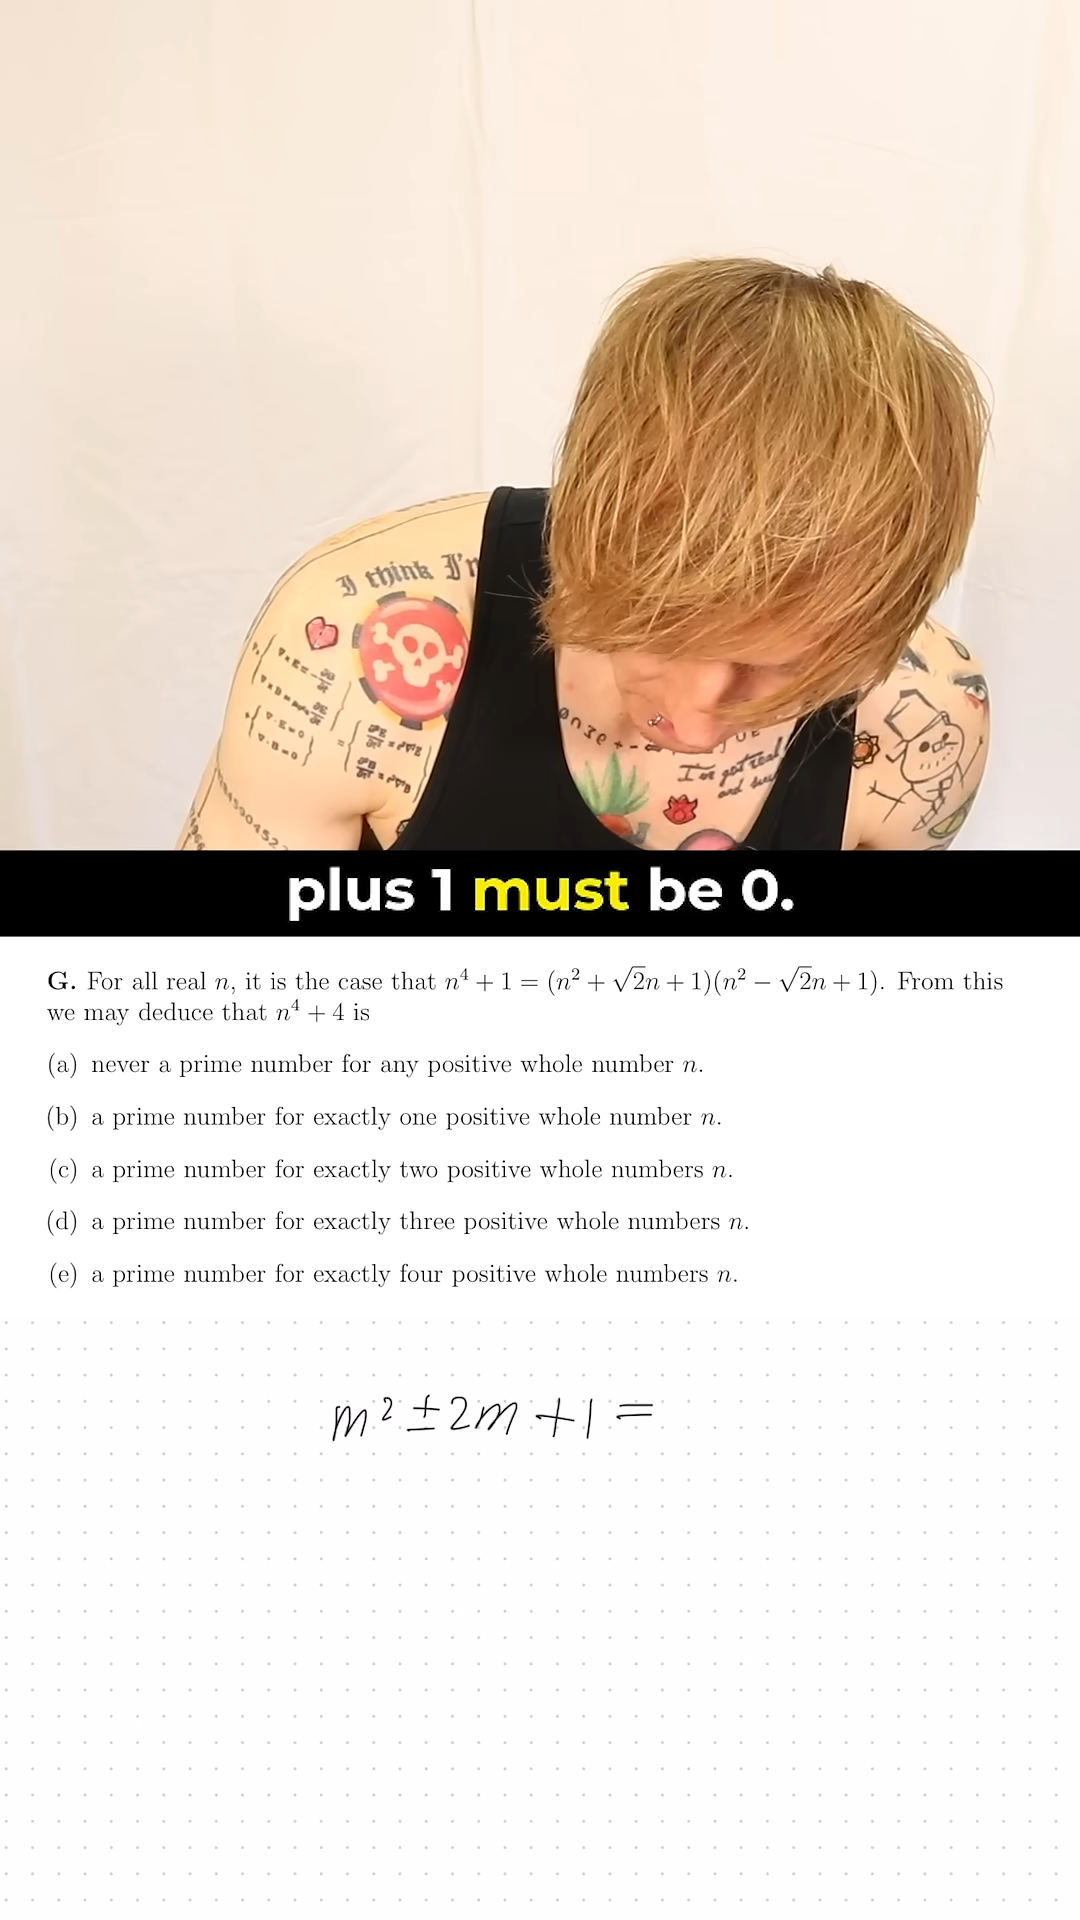 I think I'm
plus 1 must be 0.
G. For all real n, it is the case that n⁴ + 1 = (n² + √2n + 1)(n² − √2n + 1). From this
we may deduce that n⁴ + 4 is
(a) never a prime number for any positive whole number n.
(b) a prime number for exactly one positive whole number n.
(c) a prime number for exactly two positive whole numbers n.
(d) a prime number for exactly three positive whole numbers n.
(e) a prime number for exactly four positive whole numbers n.
m² ± 2m + 1 =